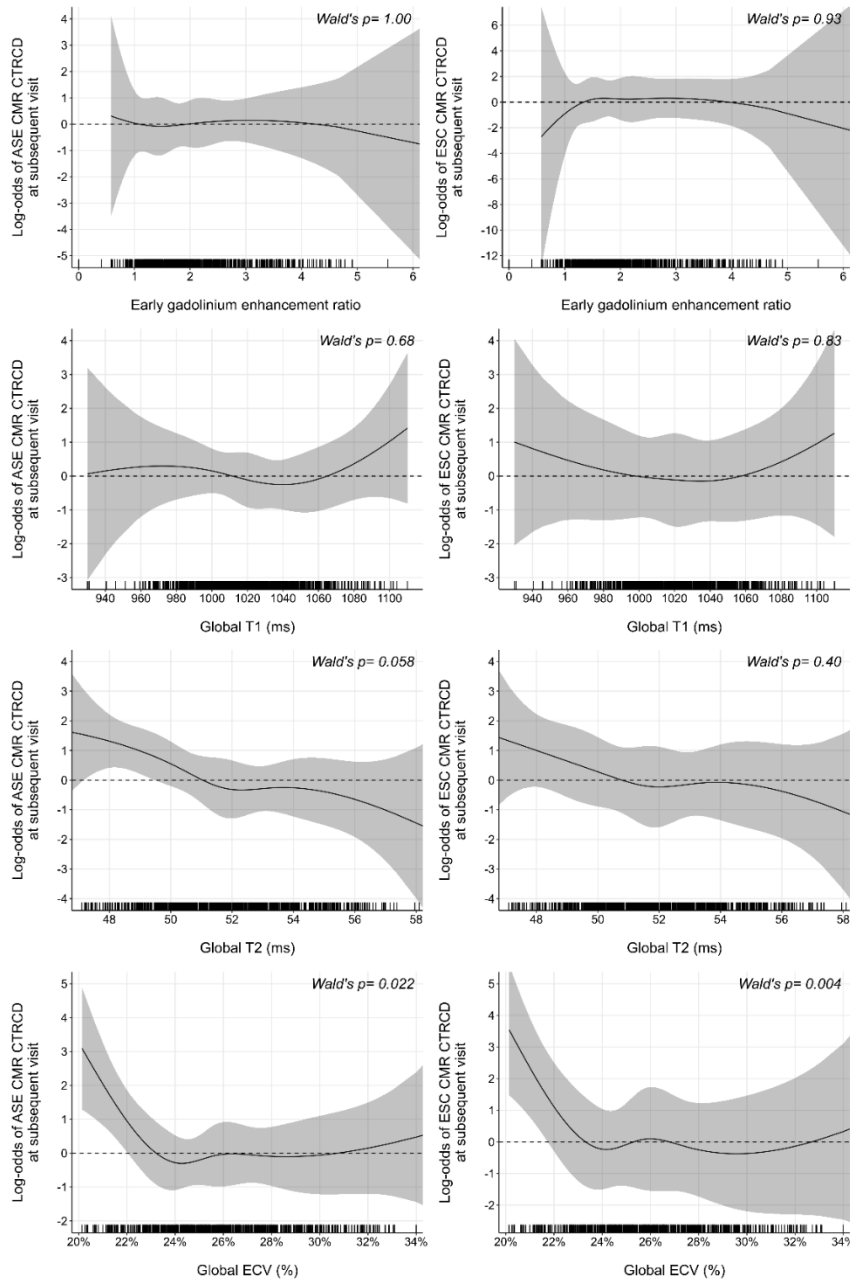 Wald's p= 1.00
Log-odds of ASE CMR CTRCD
at subsequent visit
4
3
2
1
0
-1
-2
-3
-4
-5
0 1 2 3 4 5 6
Early gadolinium enhancement ratio
Wald's p= 0.93
Log-odds of ESC CMR CTRCD
at subsequent visit
6
4
2
0
-2
-4
-6
-8
-10
-12
0 1 2 3 4 5 6
Early gadolinium enhancement ratio
Wald's p= 0.68
Log-odds of ASE CMR CTRCD
at subsequent visit
4
3
2
1
0
-1
-2
-3
940 960 980 1000 1020 1040 1060 1080 1100
Global T1 (ms)
Wald's p= 0.83
Log-odds of ESC CMR CTRCD
at subsequent visit
4
3
2
1
0
-1
-2
-3
940 960 980 1000 1020 1040 1060 1080 1100
Global T1 (ms)
Wald's p= 0.058
Log-odds of ASE CMR CTRCD
at subsequent visit
4
3
2
1
0
-1
-2
-3
-4
48 50 52 54 56 58
Global T2 (ms)
Wald's p= 0.40
Log-odds of ESC CMR CTRCD
at subsequent visit
4
3
2
1
0
-1
-2
-3
-4
48 50 52 54 56 58
Global T2 (ms)
Wald's p= 0.022
Log-odds of ASE CMR CTRCD
at subsequent visit
5
4
3
2
1
0
-1
-2
20% 22% 24% 26% 28% 30% 32% 34%
Global ECV (%)
Wald's p= 0.004
Log-odds of ESC CMR CTRCD
at subsequent visit
5
4
3
2
1
0
-1
-2
20% 22% 24% 26% 28% 30% 32% 34%
Global ECV (%)